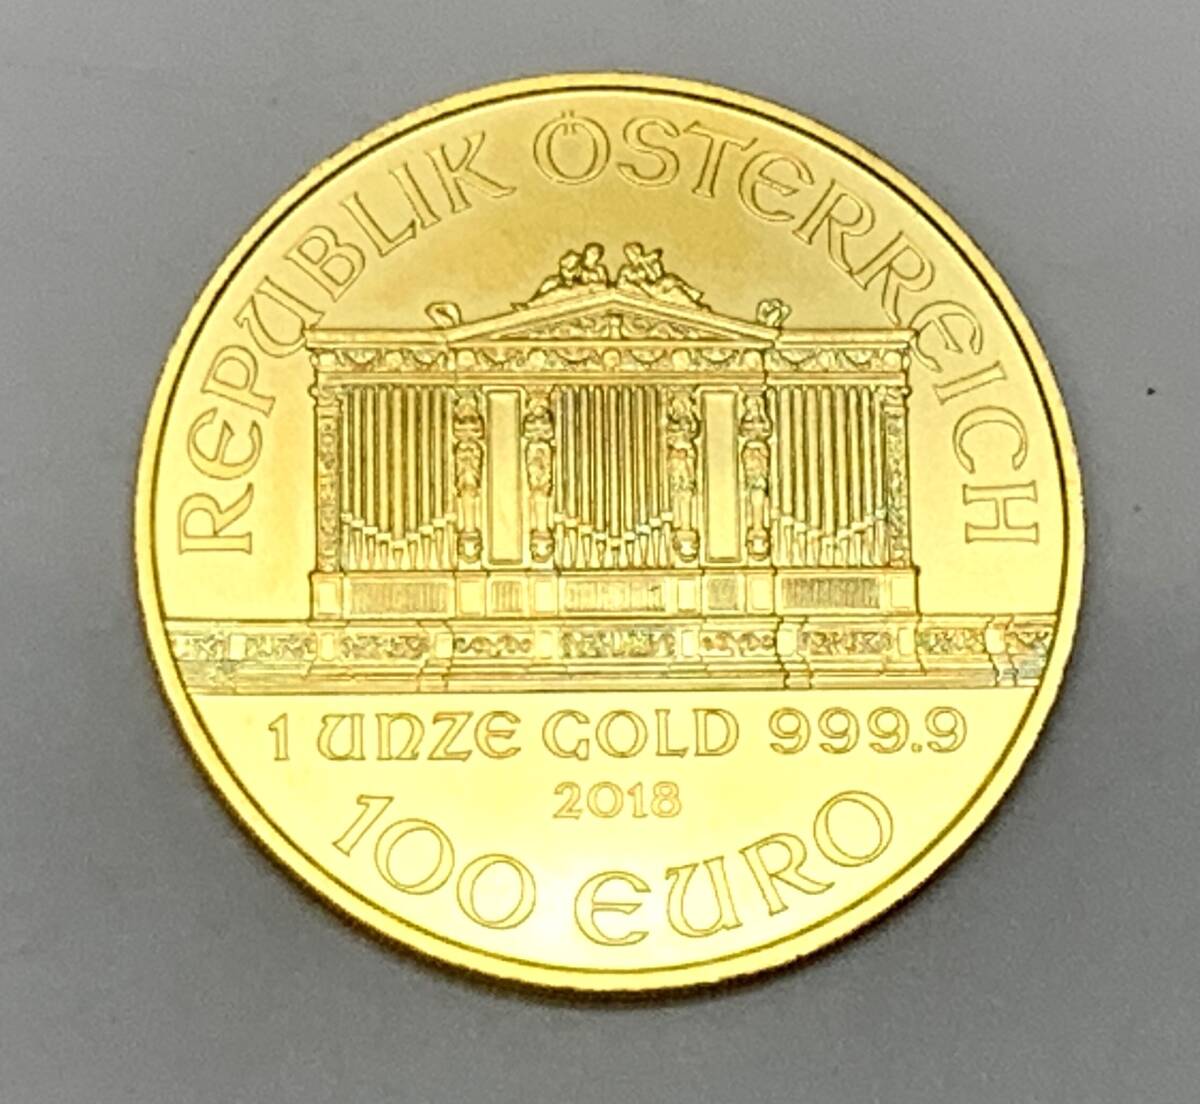 REPUBLIK ÖSTERREICH
1 UNZE GOLD 999.9
2018
100 EURO